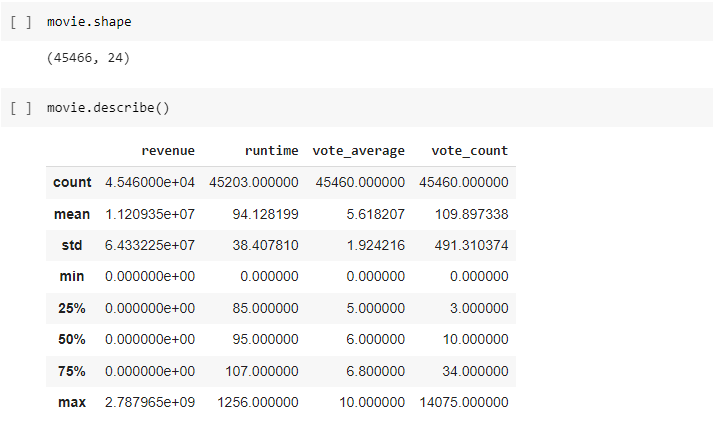 [ ] movie.shape
(45466, 24)
[ ] movie.describe()
revenue runtime vote_average vote_count
count 4.546000e+04 45203.000000 45460.000000 45460.000000
mean 1.120935e+07 94.128199 5.618207 109.897338
std 6.433225e+07 38.407810 1.924216 491.310374
min 0.000000e+00 0.000000 0.000000 0.000000
25% 0.000000e+00 85.000000 5.000000 3.000000
50% 0.000000e+00 95.000000 6.000000 10.000000
75% 0.000000e+00 107.000000 6.800000 34.000000
max 2.787965e+09 1256.000000 10.000000 14075.000000